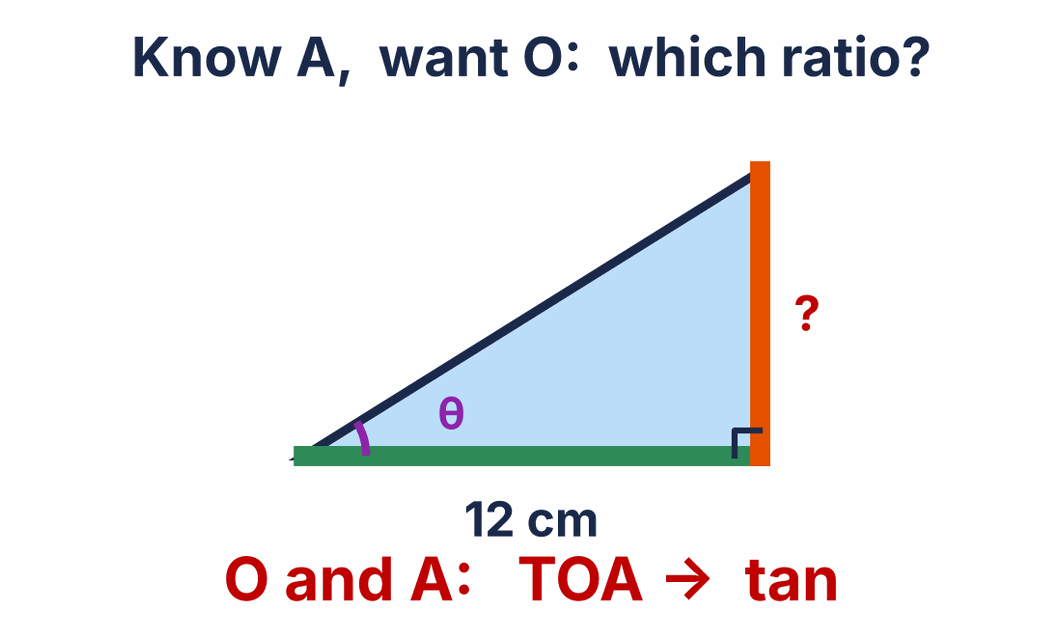 Know A, want O: which ratio?
?
θ
12 cm
O and A: TOA → tan